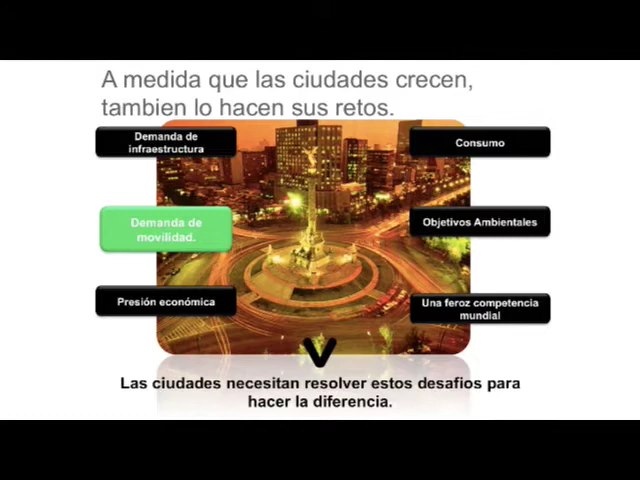 A medida que las ciudades crecen,
tambien lo hacen sus retos.
Demanda de
infraestructura
Consumo
Demanda de
movilidad.
Objetivos Ambientales
Presión económica
Una feroz competencia
mundial
Las ciudades necesitan resolver estos desafios para
hacer la diferencia.